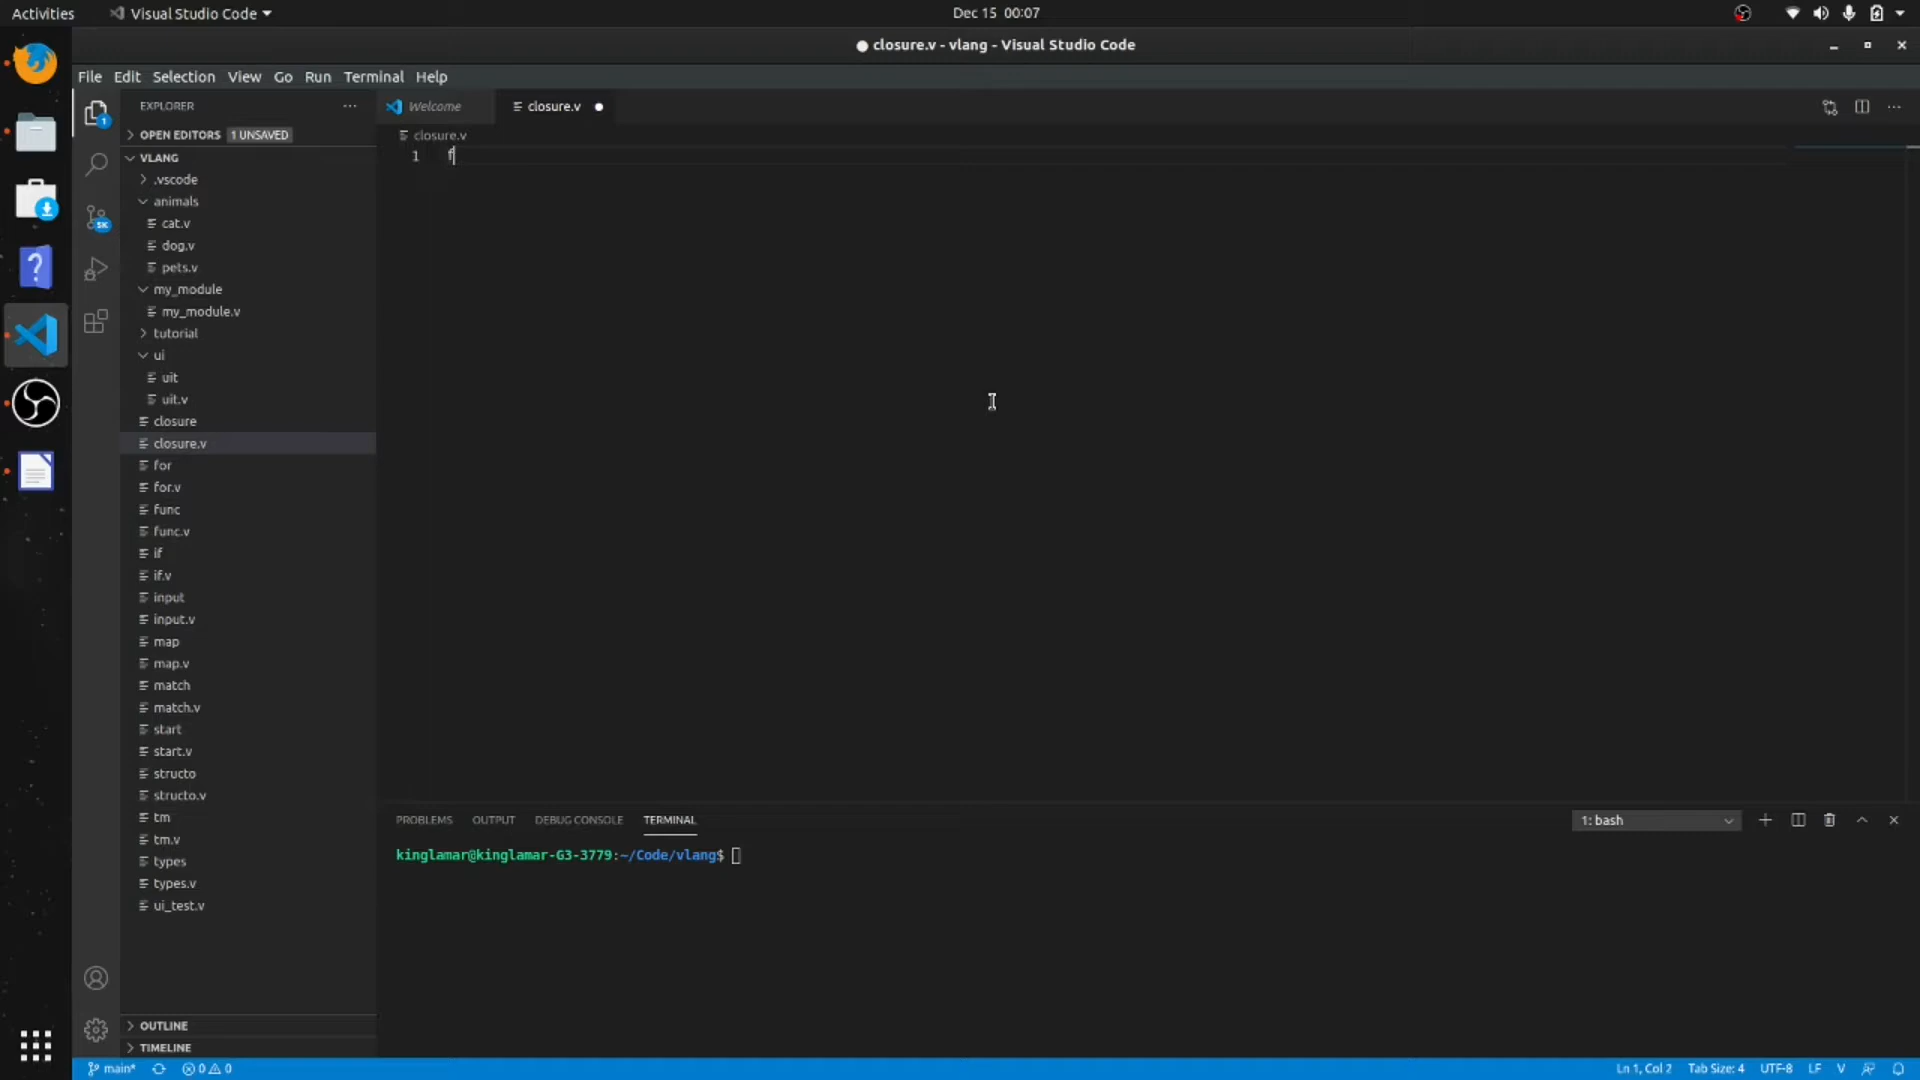 Activities
Visual Studio Code
Dec 15 00:07
● closure.v - vlang - Visual Studio Code
File Edit Selection View Go Run Terminal Help
EXPLORER
Welcome
closure.v
OPEN EDITORS 1 UNSAVED
closure.v
1 f
VLANG
.vscode
animals
cat.v
dog.v
pets.v
my_module
my_module.v
tutorial
ui
uit
uit.v
closure
closure.v
for
for.v
func
func.v
if
if.v
input
input.v
map
map.v
match
match.v
start
start.v
structo
structo.v
tm
tm.v
types
types.v
ui_test.v
OUTLINE
TIMELINE
1
5K
PROBLEMS OUTPUT DEBUG CONSOLE TERMINAL
1: bash
kinglamar@kinglamar-G3-3779:~/Code/vlang$
main* 0 0
Ln 1, Col 2 Tab Size: 4 UTF-8 LF V